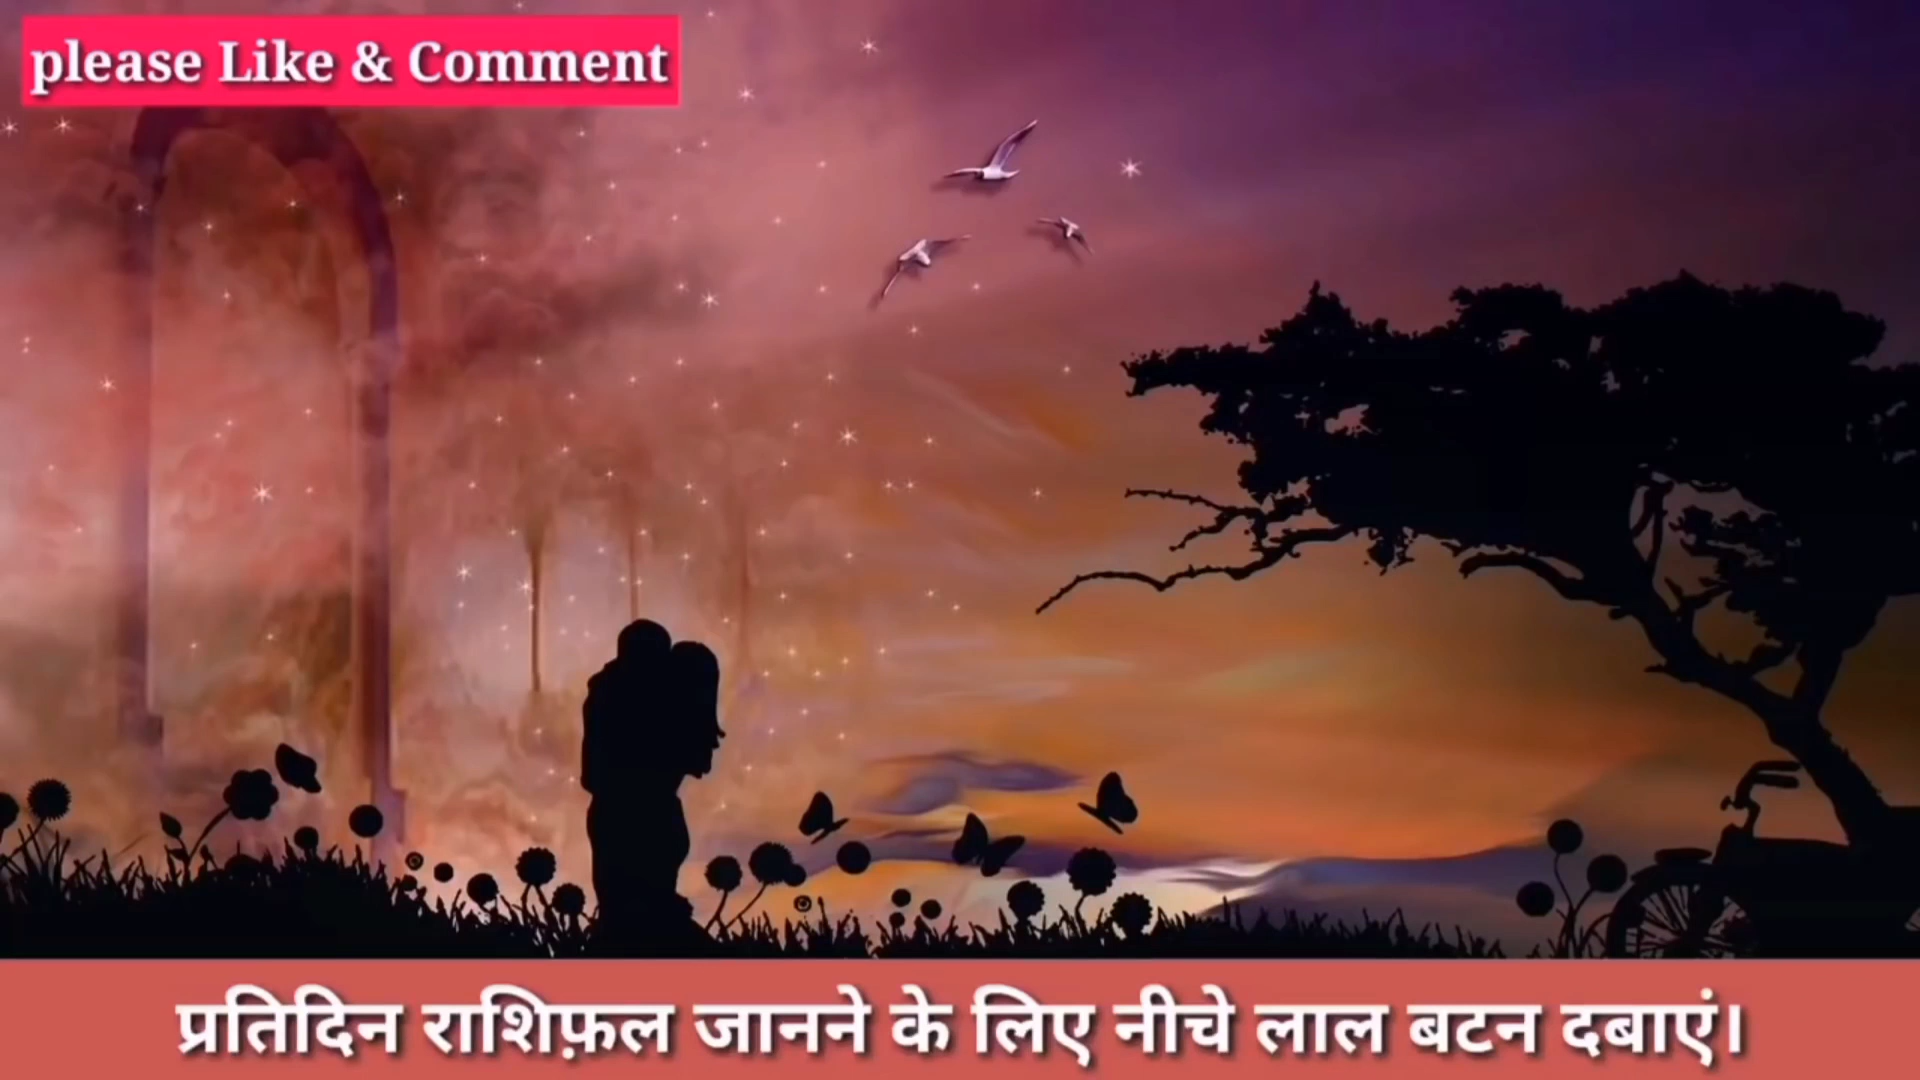 please Like & Comment
प्रतिदिन राशिफ़ल जानने के लिए नीचे लाल बटन दबाएं।